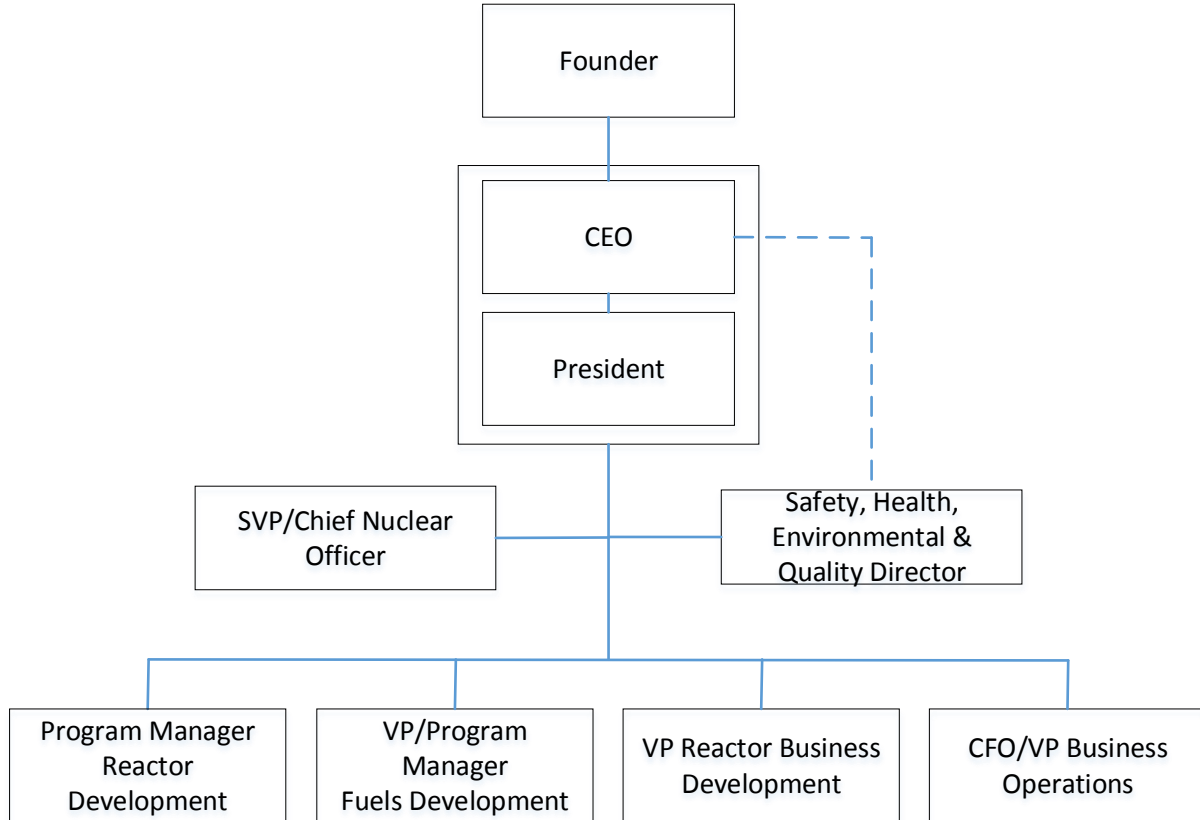 Founder
CEO
President
SVP/Chief Nuclear
Officer
Safety, Health,
Environmental &
Quality Director
Program Manager
Reactor
Development
VP/Program
Manager
Fuels Development
VP Reactor Business
Development
CFO/VP Business
Operations